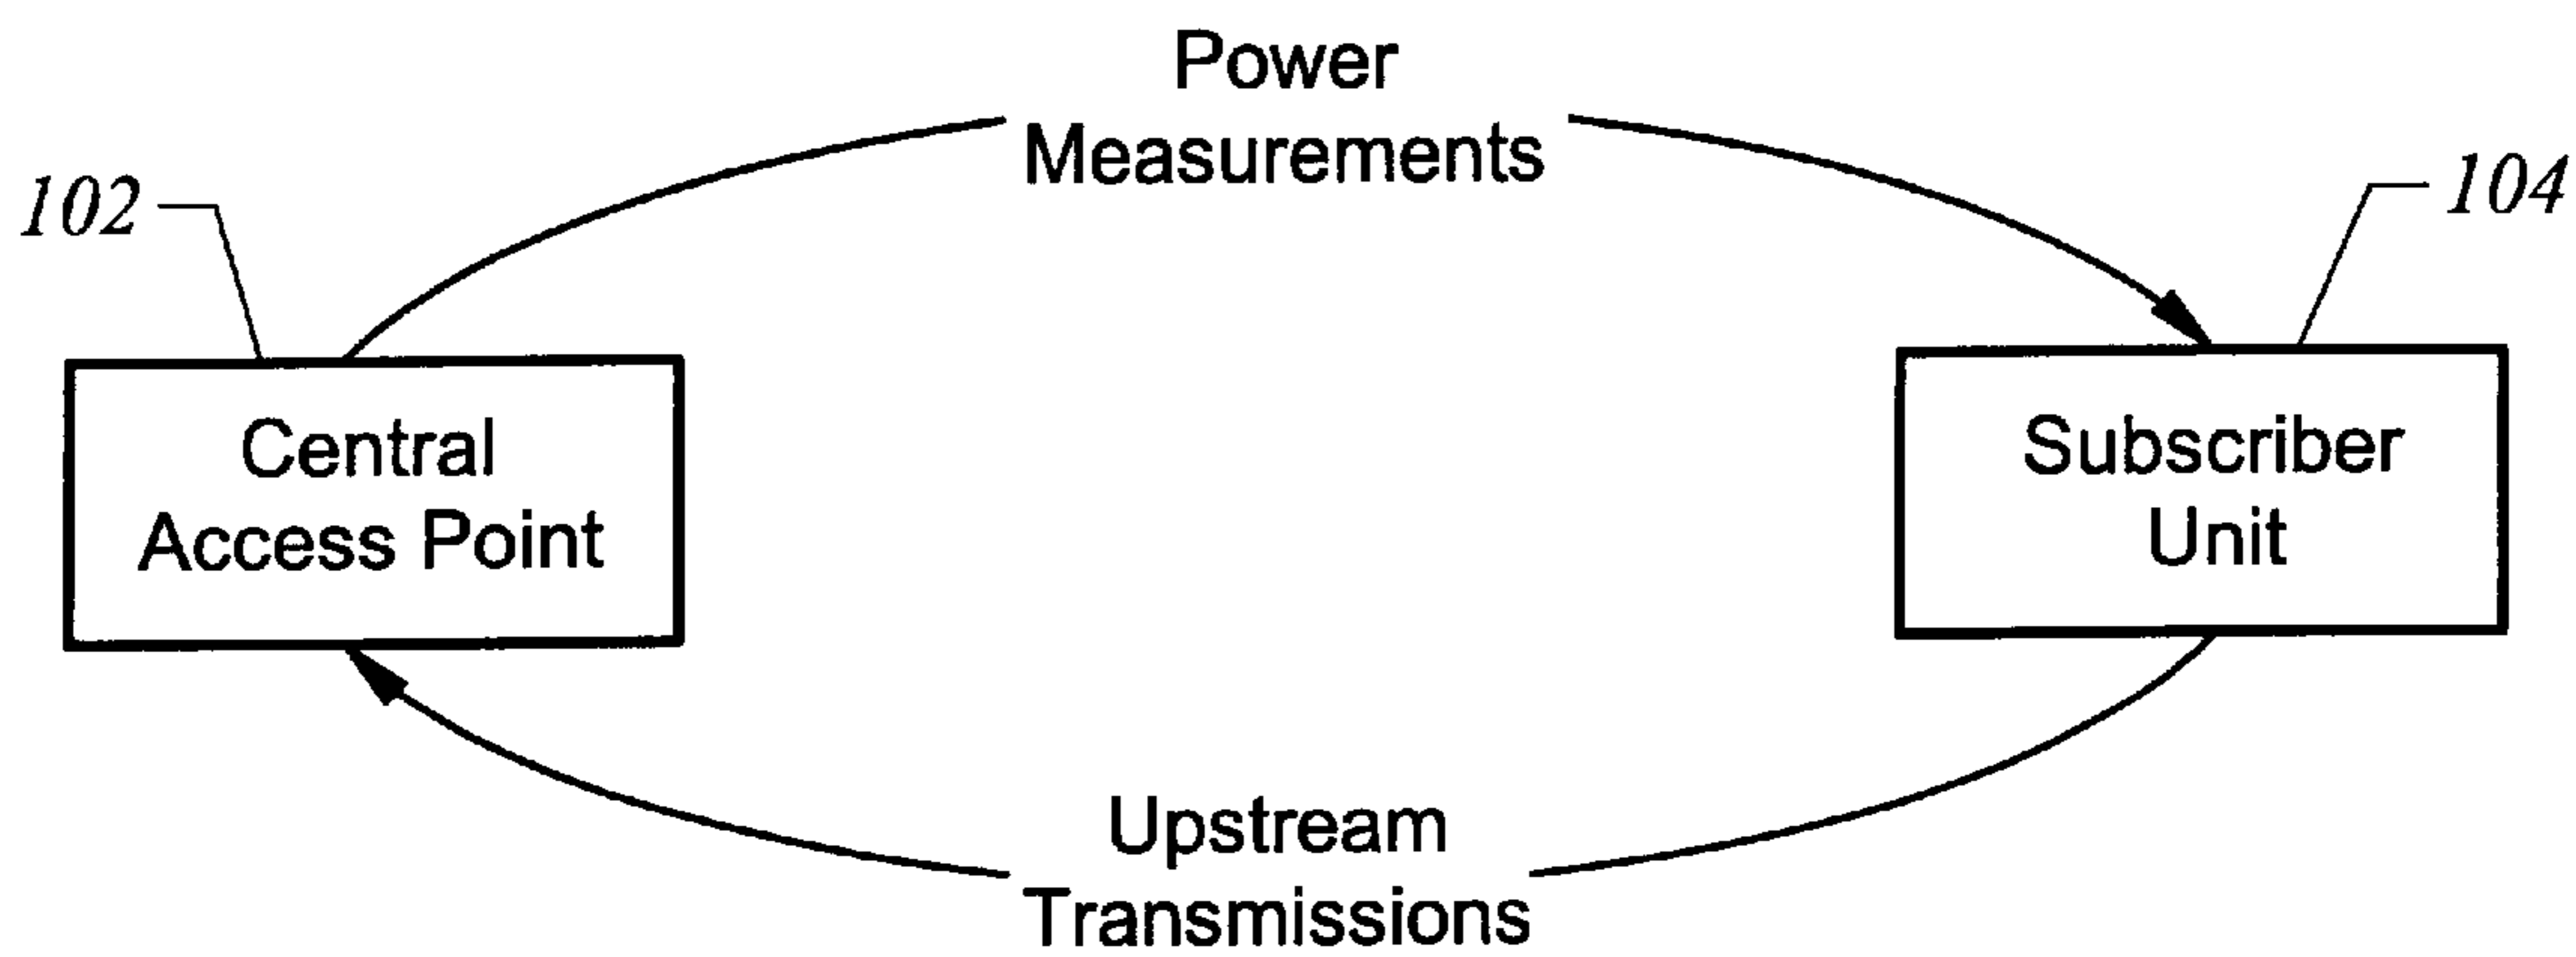 Power
Measurements
102
104
Central
Access Point
Subscriber
Unit
Upstream
Transmissions